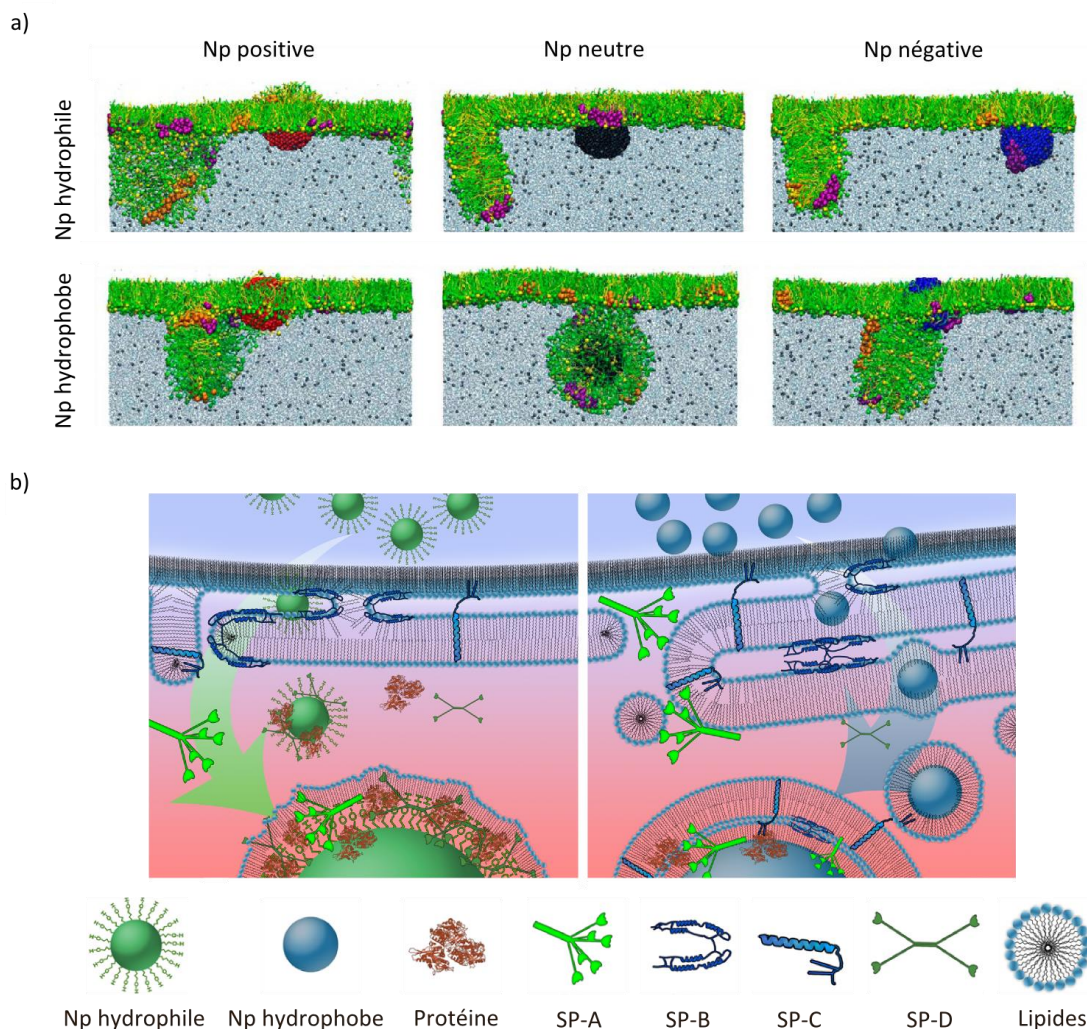 a)
Np positive
Np neutre
Np négative
Np hydrophile
Np hydrophobe
b)
Np hydrophile
Np hydrophobe
Protéine
SP-A
SP-B
SP-C
SP-D
Lipides